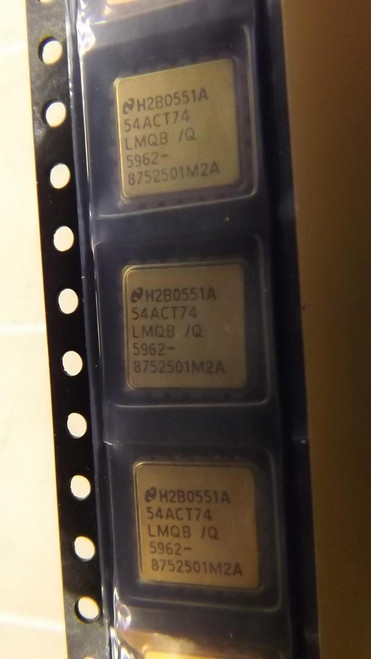 H2B0551A
54ACT74
LMQB /Q
5962-
8752501M2A
H2B0551A
54ACT74
LMQB /Q
5962-
8752501M2A
H2B0551A
54ACT74
LMQB /Q
5962-
8752501M2A